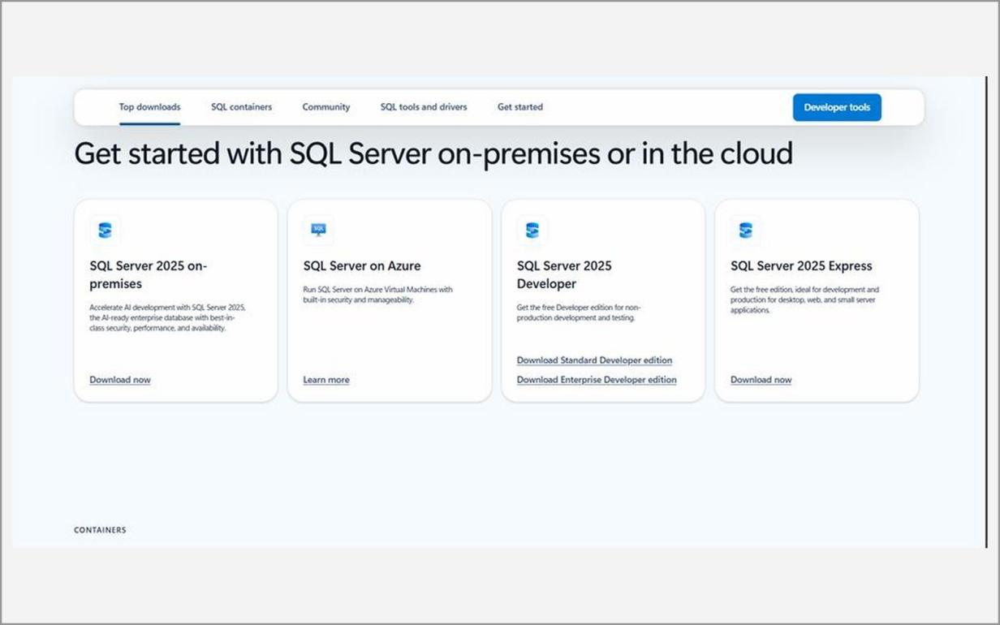 Top downloads
SQL containers
Community
SQL tools and drivers
Get started
Developer tools
Get started with SQL Server on-premises or in the cloud
SQL Server 2025 on-
premises
Accelerate AI development with SQL Server 2025,
the AI-ready enterprise database with best-in-
class security, performance, and availability.
Download now
SQL
SQL Server on Azure
Run SQL Server on Azure Virtual Machines with
built-in security and manageability.
Learn more
SQL Server 2025
Developer
Get the free Developer edition for non-
production development and testing.
Download Standard Developer edition
Download Enterprise Developer edition
SQL Server 2025 Express
Get the free edition, ideal for development and
production for desktop, web, and small server
applications.
Download now
CONTAINERS